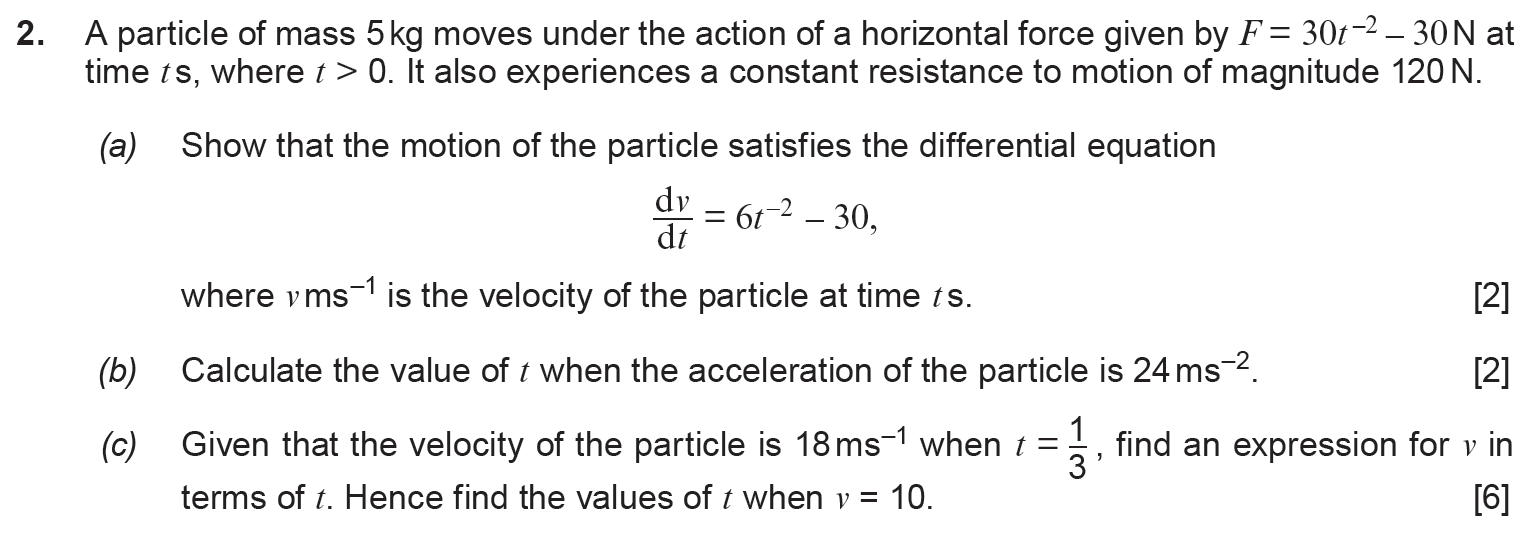 2. A particle of mass 5 kg moves under the action of a horizontal force given by F = 30t⁻² – 30 N at
time t s, where t > 0. It also experiences a constant resistance to motion of magnitude 120 N.
(a) Show that the motion of the particle satisfies the differential equation
dv/dt = 6t⁻² – 30,
where v ms⁻¹ is the velocity of the particle at time t s. [2]
(b) Calculate the value of t when the acceleration of the particle is 24 ms⁻². [2]
(c) Given that the velocity of the particle is 18 ms⁻¹ when t = 1/3, find an expression for v in
terms of t. Hence find the values of t when v = 10. [6]